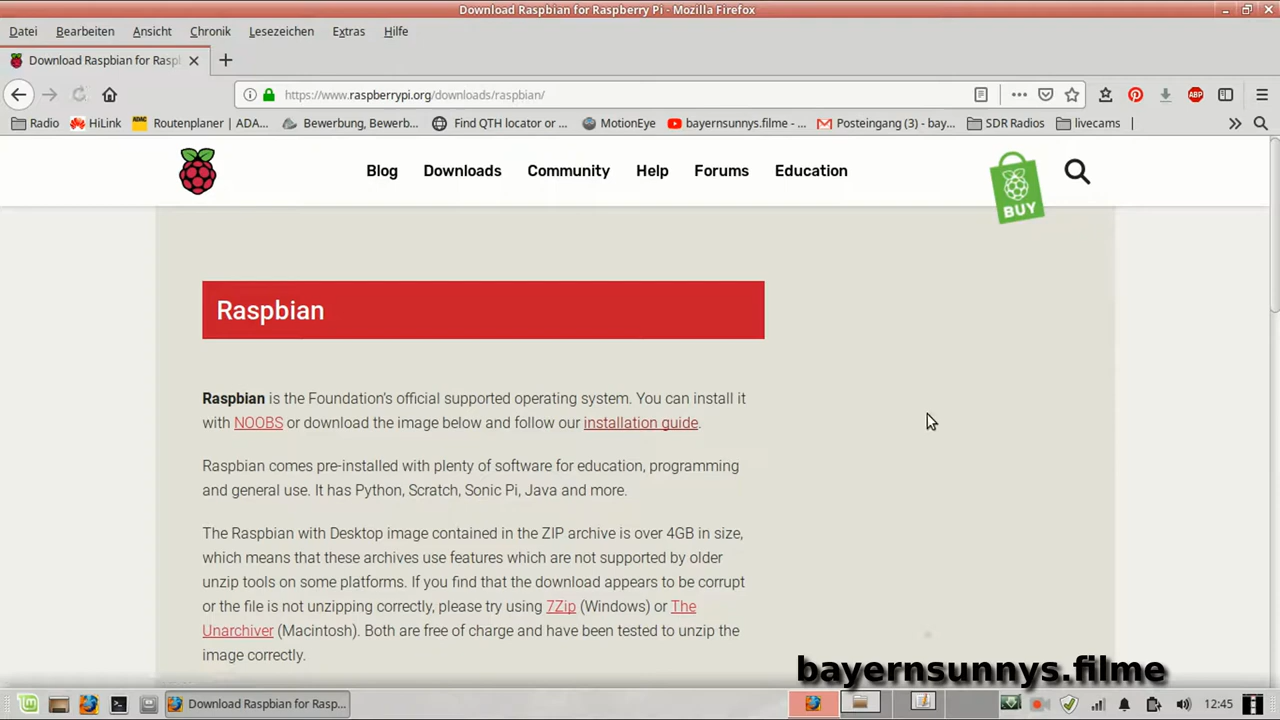 Download Raspbian for Raspberry Pi - Mozilla Firefox
Datei Bearbeiten Ansicht Chronik Lesezeichen Extras Hilfe
Download Raspbian for Raspl
https://www.raspberrypi.org/downloads/raspbian/
ABP
Radio HiLink ADAC Routenplaner | ADA... Bewerbung, Bewerb... Find QTH locator or ... MotionEye bayernsunnys.filme - ... Posteingang (3) - bay... SDR Radios livecams
Blog Downloads Community Help Forums Education
BUY
Raspbian
Raspbian is the Foundation's official supported operating system. You can install it
with NOOBS or download the image below and follow our installation guide.
Raspbian comes pre-installed with plenty of software for education, programming
and general use. It has Python, Scratch, Sonic Pi, Java and more.
The Raspbian with Desktop image contained in the ZIP archive is over 4GB in size,
which means that these archives use features which are not supported by older
unzip tools on some platforms. If you find that the download appears to be corrupt
or the file is not unzipping correctly, please try using 7Zip (Windows) or The
Unarchiver (Macintosh). Both are free of charge and have been tested to unzip the
image correctly.
bayernsunnys.filme
Download Raspbian for Rasp... 12:45